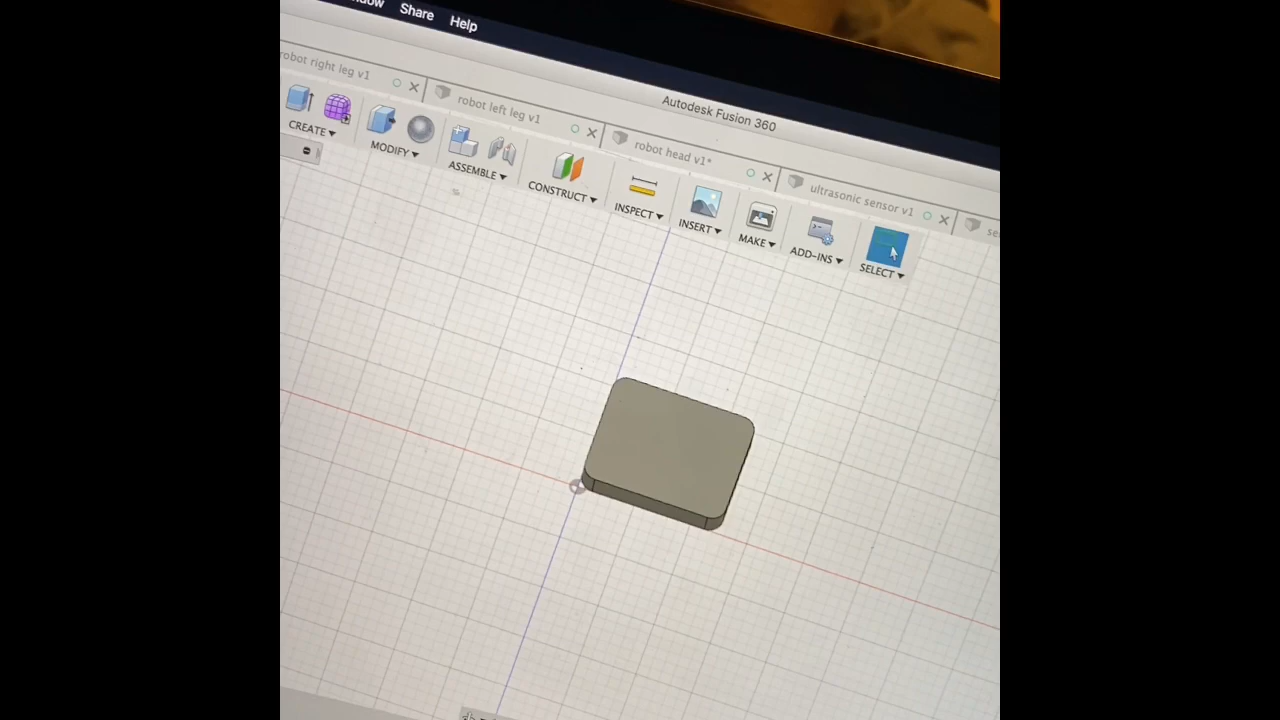 Share Help
Autodesk Fusion 360
robot right leg v1
robot left leg v1
robot head v1*
ultrasonic sensor v1
CREATE
MODIFY
ASSEMBLE
CONSTRUCT
INSPECT
INSERT
MAKE
ADD-INS
SELECT